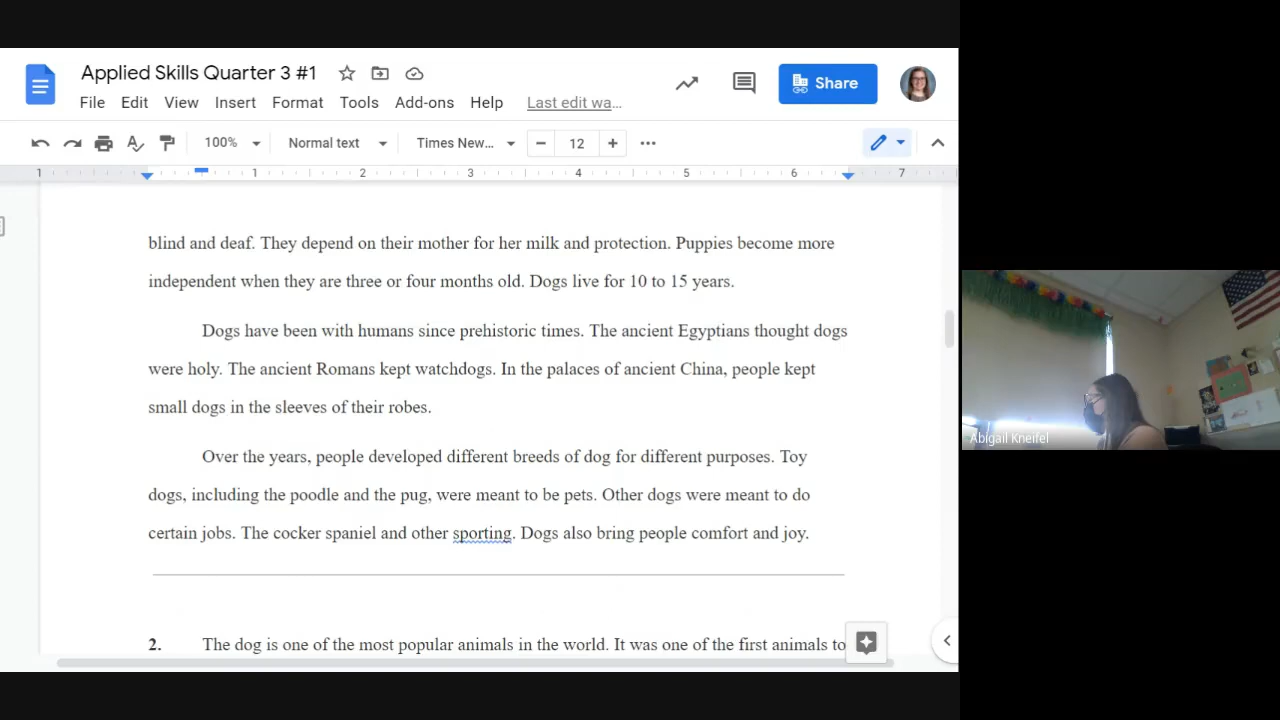 Applied Skills Quarter 3 #1
File Edit View Insert Format Tools Add-ons Help Last edit wa...
Share
100% Normal text Times New... 12
1 1 2 3 4 5 6 7
blind and deaf. They depend on their mother for her milk and protection. Puppies become more
independent when they are three or four months old. Dogs live for 10 to 15 years.
Dogs have been with humans since prehistoric times. The ancient Egyptians thought dogs
were holy. The ancient Romans kept watchdogs. In the palaces of ancient China, people kept
small dogs in the sleeves of their robes.
Over the years, people developed different breeds of dog for different purposes. Toy
dogs, including the poodle and the pug, were meant to be pets. Other dogs were meant to do
certain jobs. The cocker spaniel and other sporting. Dogs also bring people comfort and joy.
2. The dog is one of the most popular animals in the world. It was one of the first animals to
Abigail Kneifel